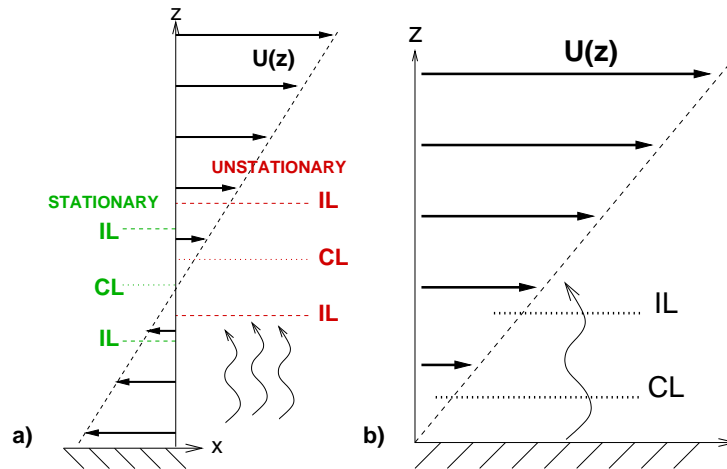 z
U(z)
UNSTATIONARY
STATIONARY
IL
IL
CL
CL
IL
IL
a)
x
z
U(z)
IL
CL
b)